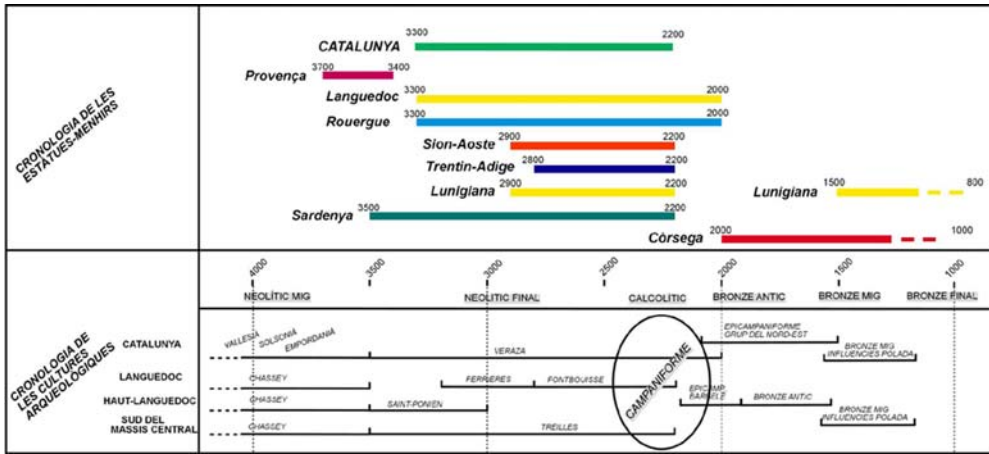 CRONOLOGIA DE LES
ESTÀTUES-MENHIRS
3300 2200
CATALUNYA
3700 3400
Provença
3300 2000
Languedoc
3300 2000
Rouergue
2900 2200
Sion-Aoste
2800 2200
Trentin-Adige
2900 2200
Lunigiana
1500 800
Lunigiana
3500 2200
Sardenya
2000 1000
Còrsega
4000 3500 3000 2500 2000 1500 1000
NEOLÍTIC MIG NEOLÍTIC FINAL CALCOLÍTIC BRONZE ANTIC BRONZE MIG BRONZE FINAL
CRONOLOGIA DE
LES CULTURES
ARQUEOLÒGIQUES
CATALUNYA
VALLESIÀ
SOLSONIÀ
EMPORDANIÀ
VERAZA
EPICAMPANIFORME
GRUP DEL NORD-EST
BRONZE MIG
INFLUENCIES POLADA
CAMPANIFORME
LANGUEDOC
CHASSEY FERRIERES FONTBOUISSE
HAUT-LANGUEDOC
CHASSEY SAINT-PONIEN
EPICAMP.
BARBELÉ
BRONZE ANTIC
SUD DEL
MASSIS CENTRAL
CHASSEY TREILLES
BRONZE MIG
INFLUENCIES POLADA